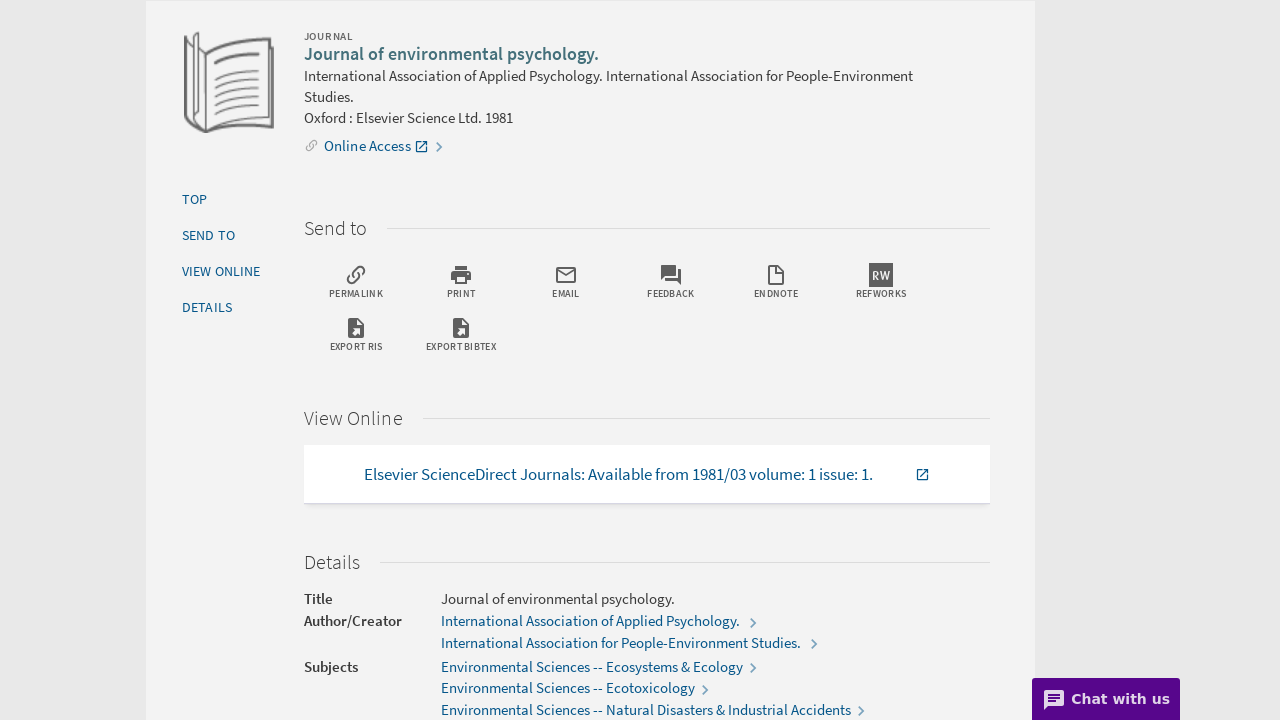 JOURNAL
Journal of environmental psychology.
International Association of Applied Psychology. International Association for People-Environment
Studies.
Oxford : Elsevier Science Ltd. 1981
Online Access
TOP
SEND TO
VIEW ONLINE
DETAILS
Send to
PERMALINK
PRINT
EMAIL
FEEDBACK
ENDNOTE
RW
REFWORKS
EXPORT RIS
EXPORT BIBTEX
View Online
Elsevier ScienceDirect Journals: Available from 1981/03 volume: 1 issue: 1.
Details
Title Journal of environmental psychology.
Author/Creator International Association of Applied Psychology.
International Association for People-Environment Studies.
Subjects Environmental Sciences -- Ecosystems & Ecology
Environmental Sciences -- Ecotoxicology
Environmental Sciences -- Natural Disasters & Industrial Accidents
Chat with us